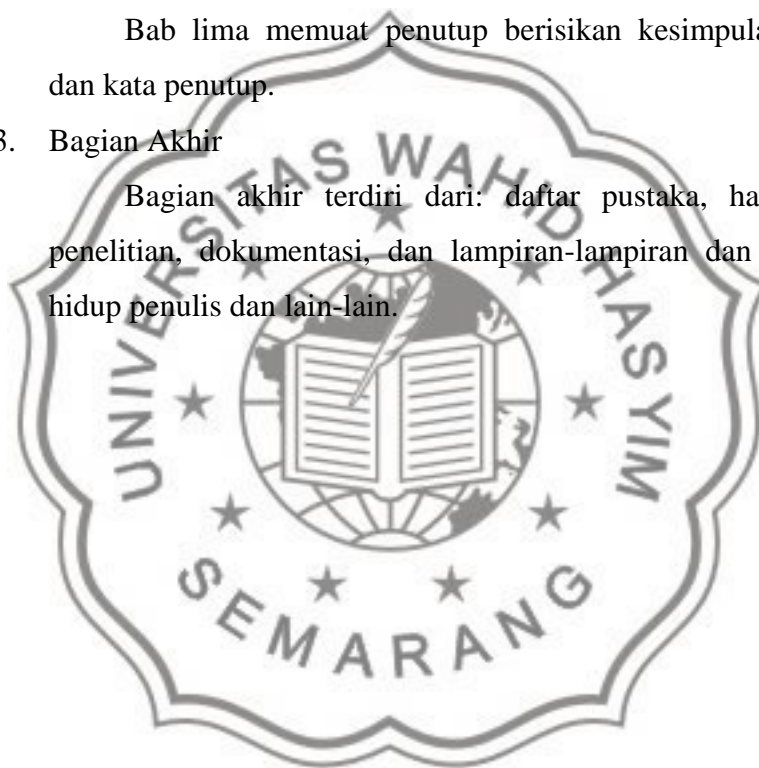 Bab lima memuat penutup berisikan
dan kata penutup.
3. Bagian Akhir
Bagian akhir terdiri dari: daftar pustaka,
penelitian, dokumentasi, dan lampiran-lampiran dan
hidup penulis dan lain-lain.
UNIVERSITAS WAHID HASYIM
SEMARANG